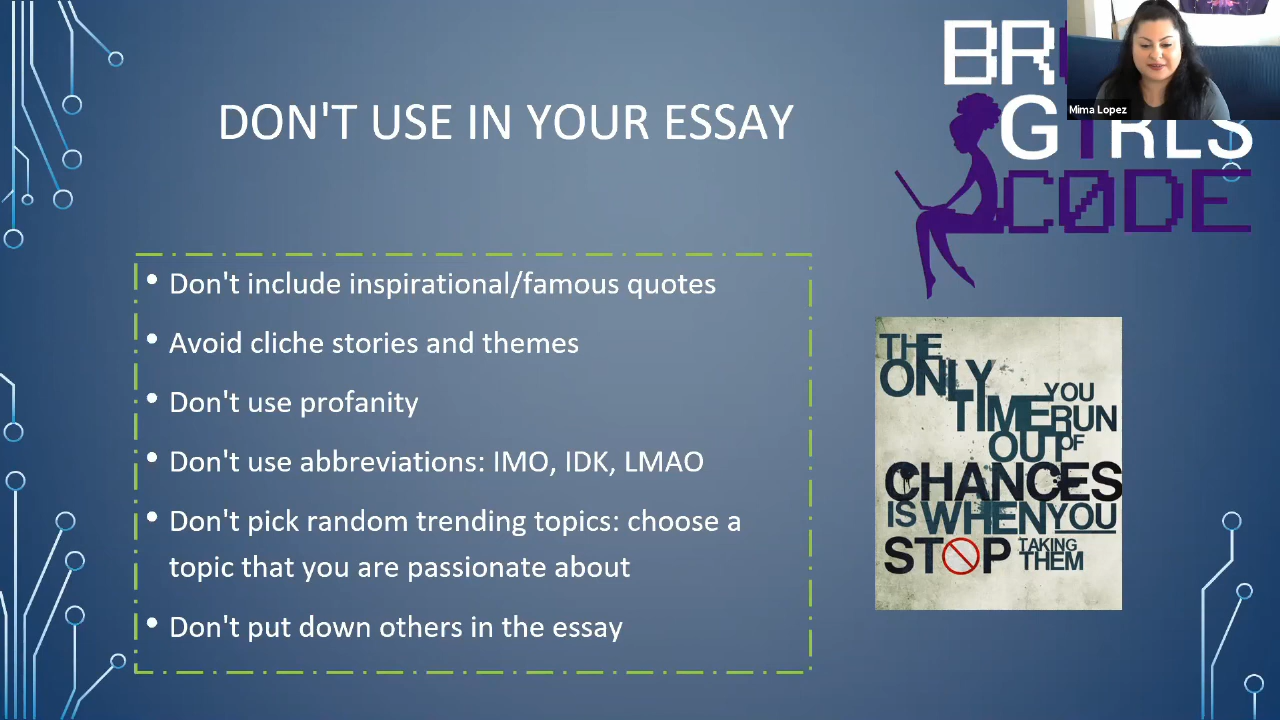 BR
Mima Lopez
GIRLS
C0DE
DON'T USE IN YOUR ESSAY
• Don't include inspirational/famous quotes
• Avoid cliche stories and themes
• Don't use profanity
• Don't use abbreviations: IMO, IDK, LMAO
• Don't pick random trending topics: choose a
topic that you are passionate about
• Don't put down others in the essay
THE
ONLY
TIME YOU
RUN
OUT OF
CHANCES
IS WHEN YOU
STOP TAKING
THEM